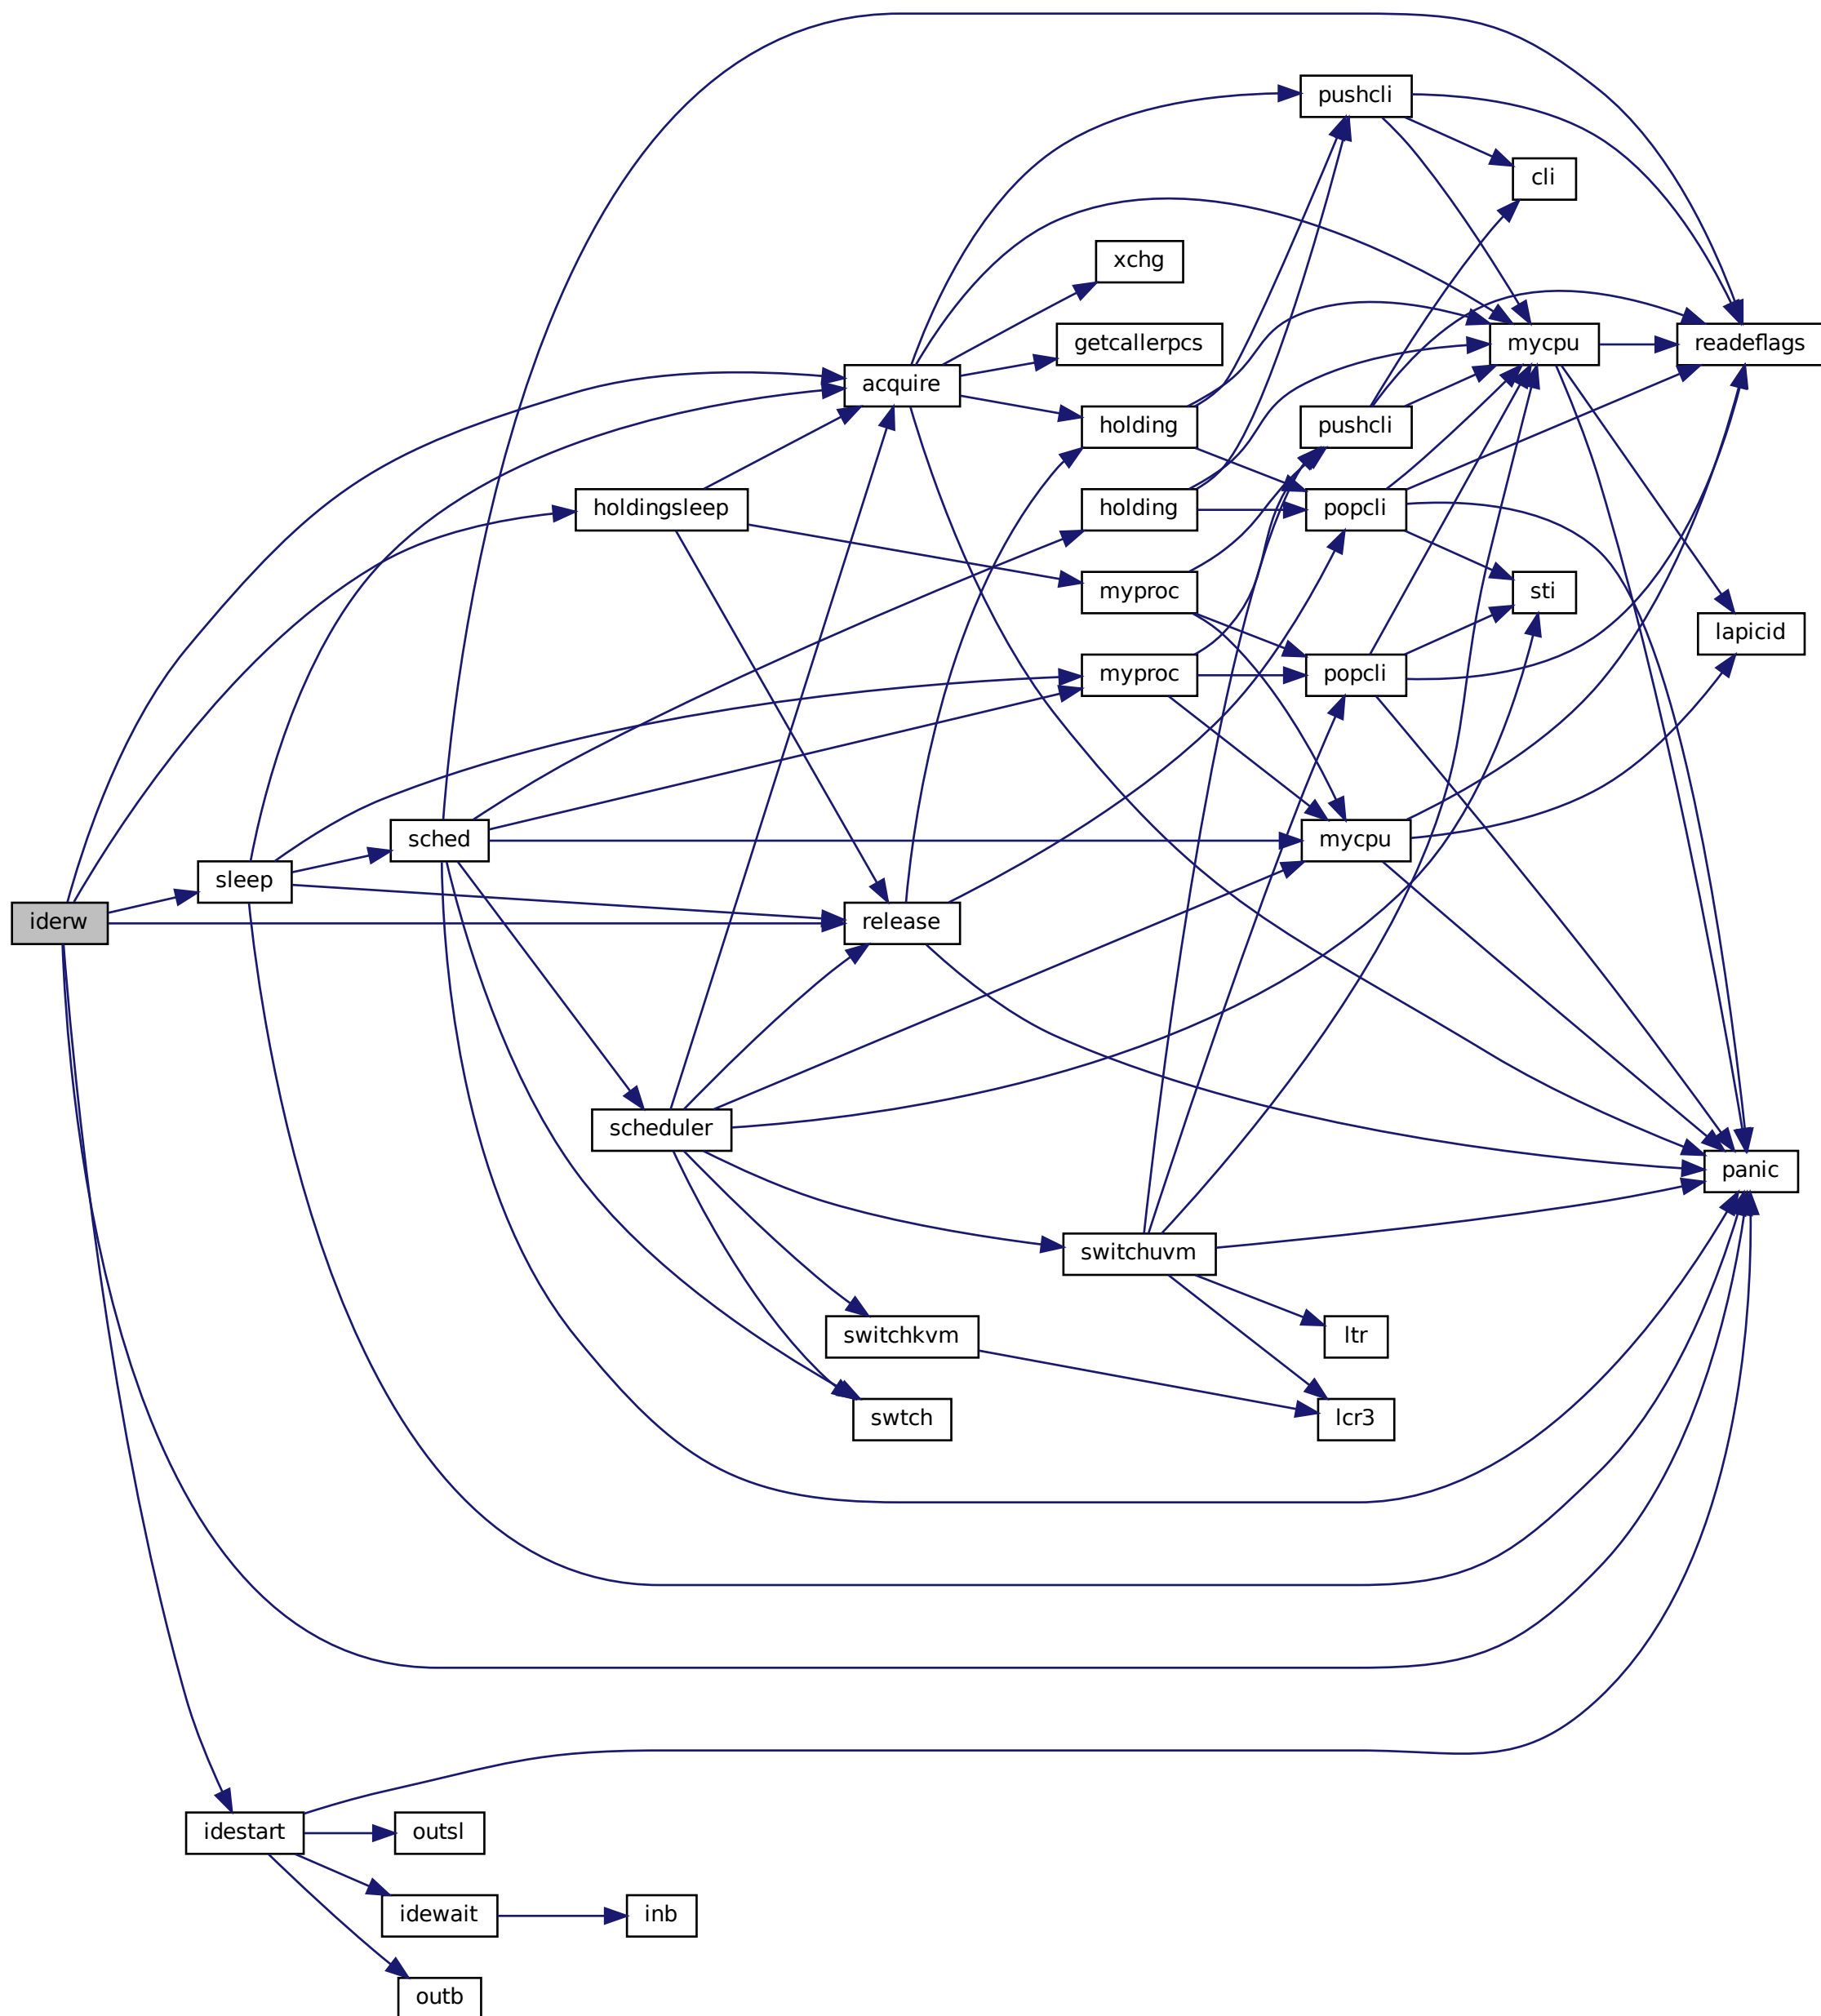 pushcli
cli
xchg
getcallerpcs
mycpu
readeflags
acquire
holding
pushcli
holdingsleep
holding
popcli
myproc
sti
lapicid
myproc
popcli
sched
mycpu
sleep
iderw
release
scheduler
panic
switchuvm
switchkvm
ltr
swtch
lcr3
idestart
outsl
idewait
inb
outb